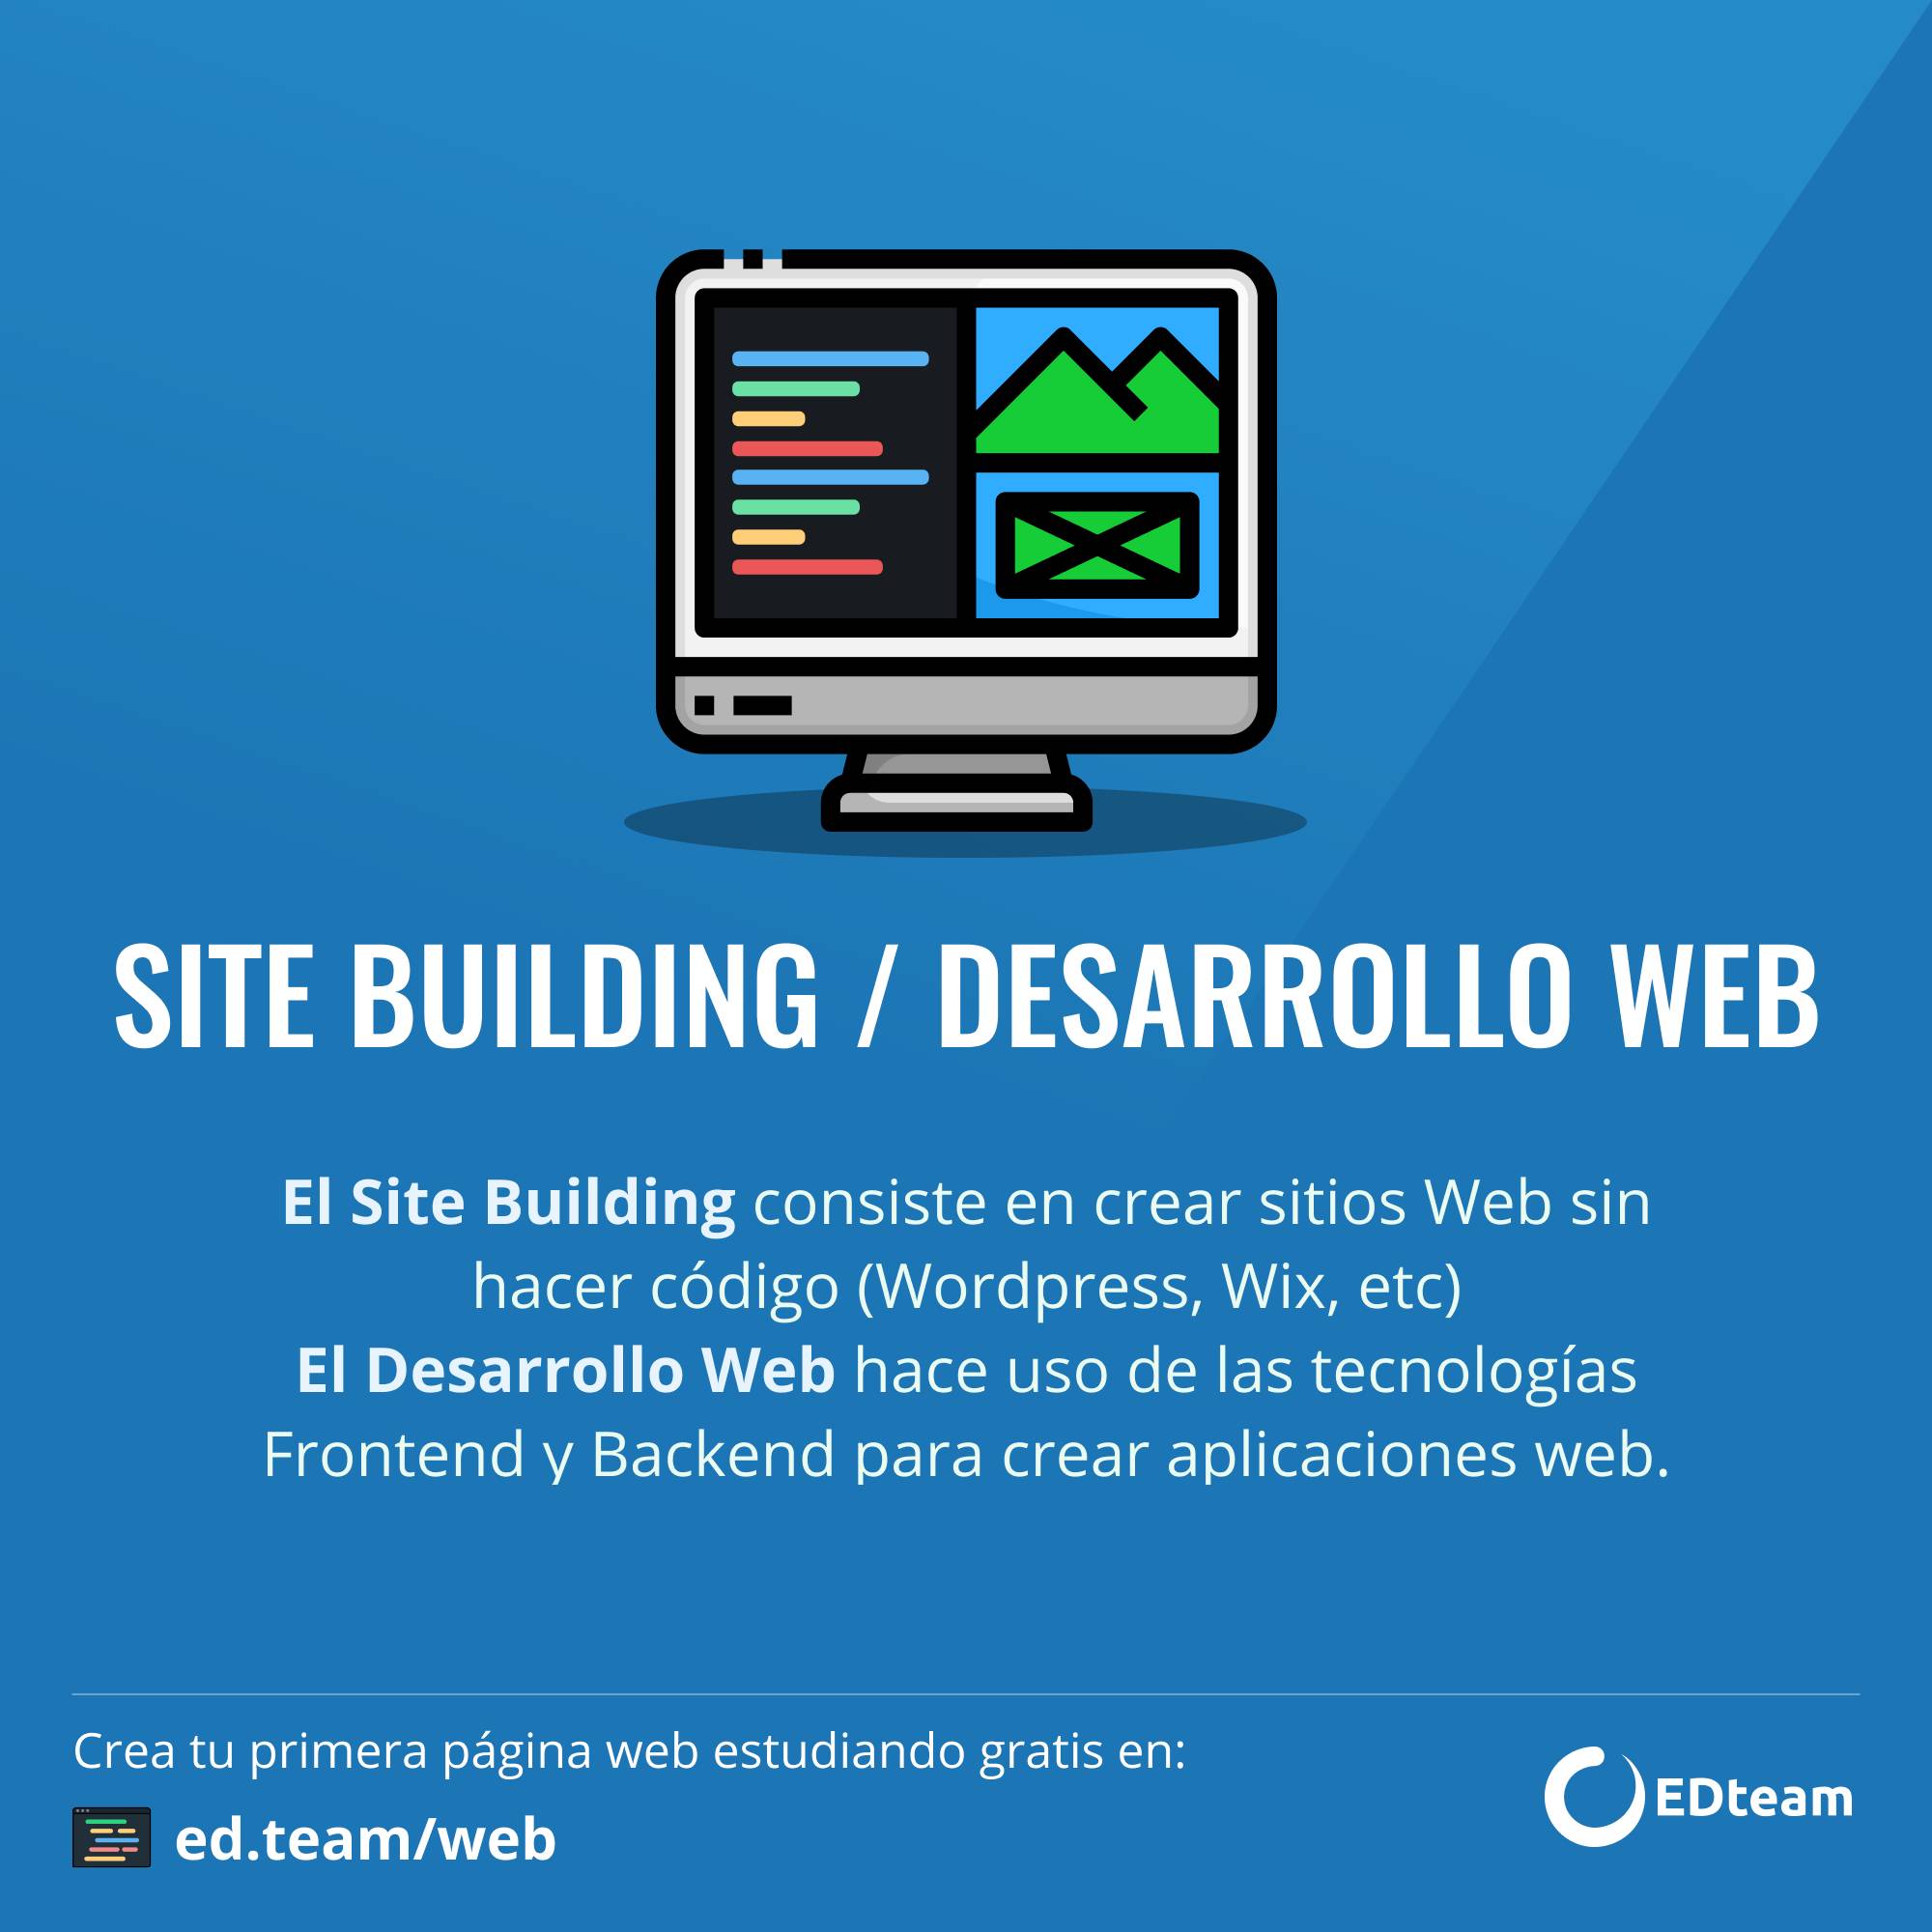 SITE BUILDING / DESARROLLO WEB
El Site Building consiste en crear sitios Web sin
hacer código (Wordpress, Wix, etc)
El Desarrollo Web hace uso de las tecnologías
Frontend y Backend para crear aplicaciones web.
Crea tu primera página web estudiando gratis en:
ed.team/web
EDteam